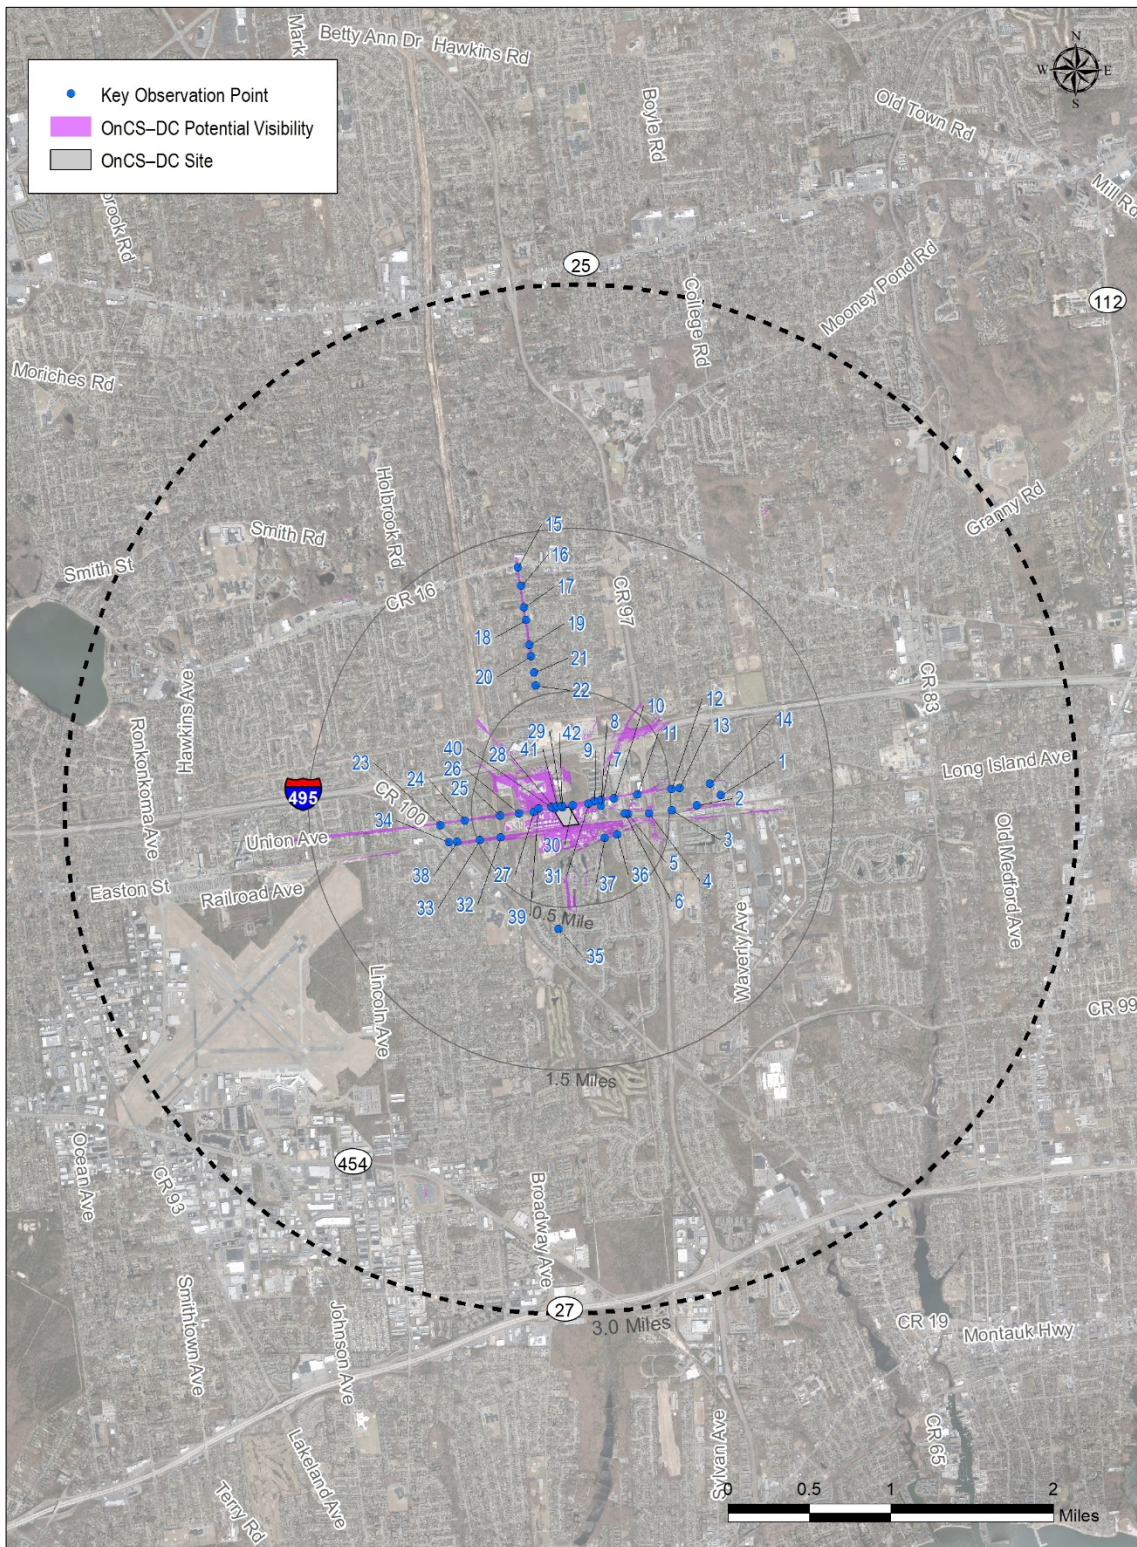 Mark
Betty Ann Dr
Hawkins Rd
N
W
E
S
Key Observation Point
OnCS–DC Potential Visibility
OnCS–DC Site
Boyle Rd
Old Town Rd
Mill Rd
brook Rd
25
Mooney Pond Rd
112
College Rd
Moriches Rd
Holbrook Rd
Granny Rd
Smith Rd
15
16
Smith St
CR 16
17
CR 97
18
19
20
21
22
CR 83
Hawkins Ave
12
10
8
13
14
29
42
11
40
41
28
9
7
1
Long Island Ave
23
26
24
25
2
Ronkonkoma Ave
495
CR 100
34
Union Ave
3
30
5
4
Old Medford Ave
Easton St
Railroad Ave
38
27
31
37
36
33
32
39
6
0.5 Mile
35
Waverly Ave
Lincoln Ave
CR 99
1.5 Miles
454
Ocean Ave
CR 93
Broadway Ave
27
3.0 Miles
CR 19
Montauk Hwy
Smithtown Ave
Johnson Ave
Lakeland Ave
Sylvan Ave
CR 65
Terry Rd
0
0.5
1
2
Miles